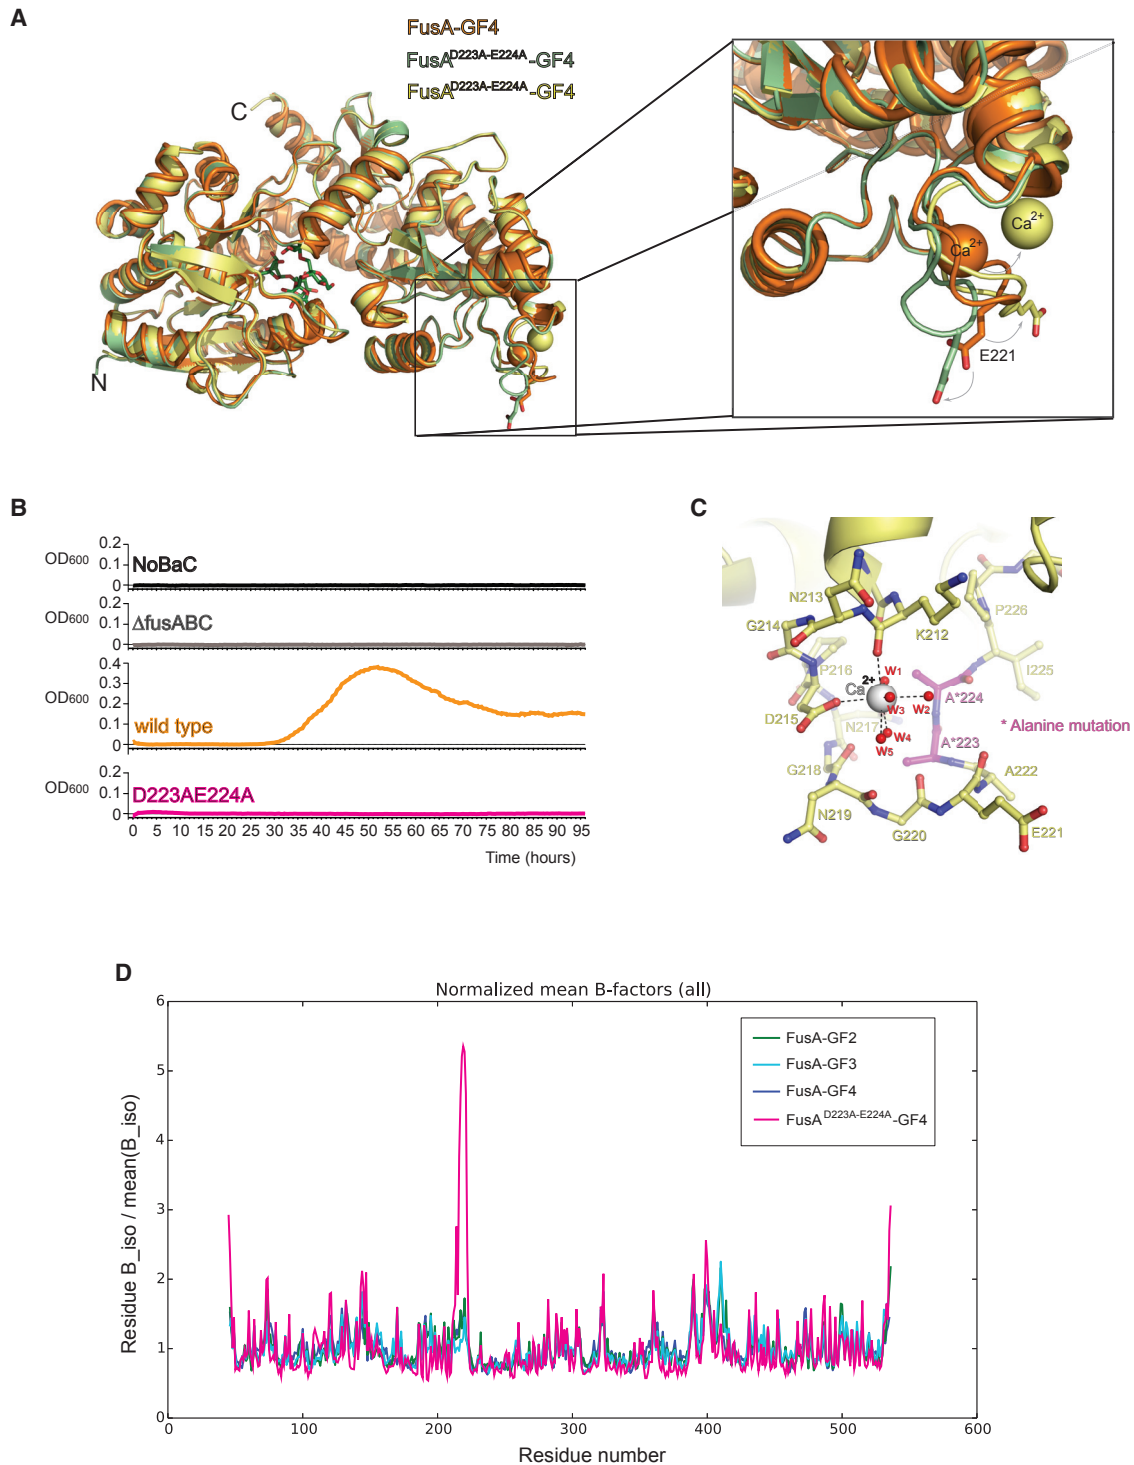 A
FusA-GF4
FusA^D223A-E224A-GF4
FusA^D223A-E224A-GF4
C
N
Ca2+
Ca2+
E221
B
OD600
0.2
0.1
0
NoBaC
OD600
0.2
0.1
0
ΔfusABC
OD600
0.4
0.3
0.2
0.1
0
wild type
OD600
0.2
0.1
0
D223AE224A
0 5 10 15 20 25 30 35 40 45 50 55 60 65 70 75 80 85 90 95
Time (hours)
C
N213
G214
K212
P226
P216
Ca2+
W1
W3
W2
A*224
I225
D215
N217
W4
W5
* Alanine mutation
G218
A*223
A222
N219
G220
E221
D
Normalized mean B-factors (all)
Residue B_iso / mean(B_iso)
6
5
4
3
2
1
0
FusA-GF2
FusA-GF3
FusA-GF4
FusA^D223A-E224A-GF4
0 100 200 300 400 500 600
Residue number